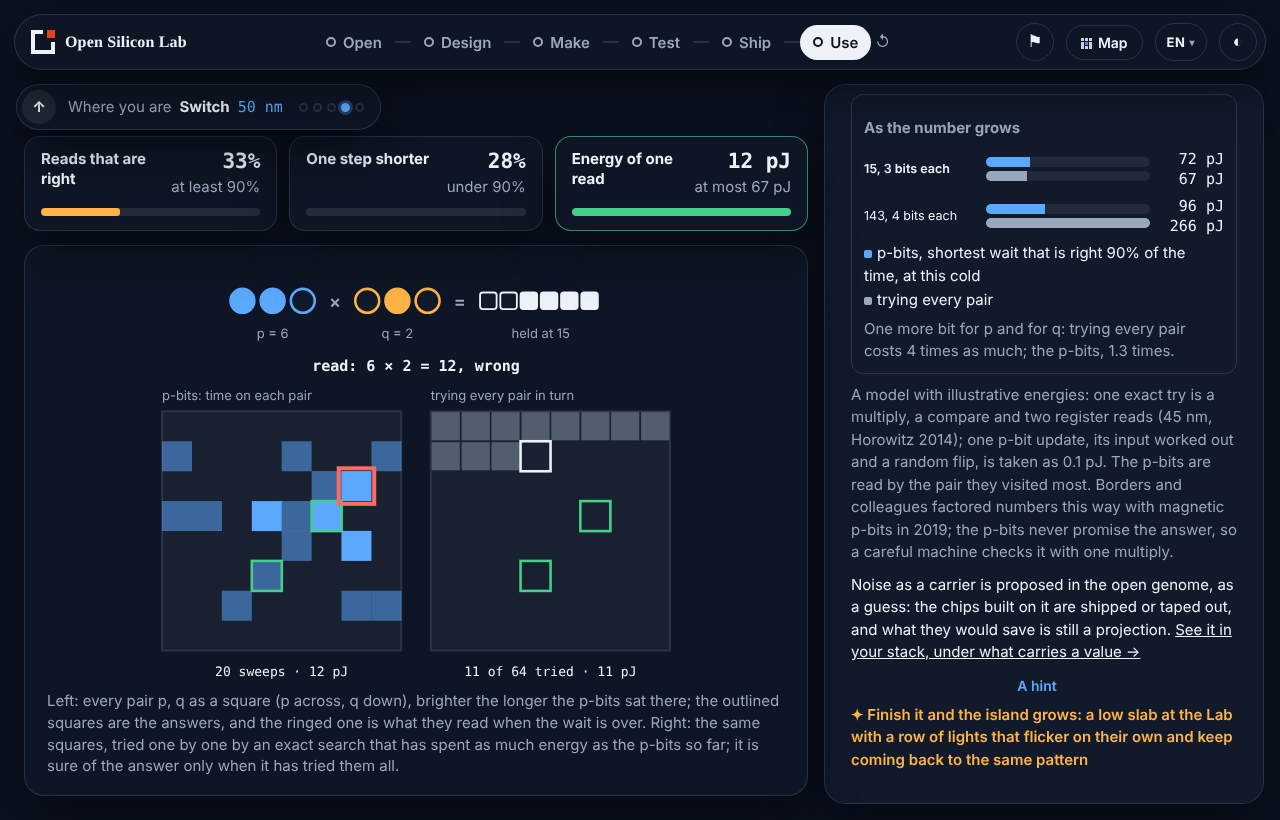 Open Silicon Lab
Open
Design
Make
Test
Ship
Use
Map
EN
Where you are Switch 50 nm
Reads that are right
33%
at least 90%
One step shorter
28%
under 90%
Energy of one read
12 pJ
at most 67 pJ
× =
p = 6
q = 2
held at 15
read: 6 × 2 = 12, wrong
p-bits: time on each pair
trying every pair in turn
20 sweeps · 12 pJ
11 of 64 tried · 11 pJ
Left: every pair p, q as a square (p across, q down), brighter the longer the p-bits sat there; the outlined
squares are the answers, and the ringed one is what they read when the wait is over. Right: the same
squares, tried one by one by an exact search that has spent as much energy as the p-bits so far; it is
sure of the answer only when it has tried them all.
As the number grows
15, 3 bits each
72 pJ
67 pJ
143, 4 bits each
96 pJ
266 pJ
p-bits, shortest wait that is right 90% of the
time, at this cold
trying every pair
One more bit for p and for q: trying every pair
costs 4 times as much; the p-bits, 1.3 times.
A model with illustrative energies: one exact try is a
multiply, a compare and two register reads (45 nm,
Horowitz 2014); one p-bit update, its input worked out
and a random flip, is taken as 0.1 pJ. The p-bits are
read by the pair they visited most. Borders and
colleagues factored numbers this way with magnetic
p-bits in 2019; the p-bits never promise the answer, so
a careful machine checks it with one multiply.
Noise as a carrier is proposed in the open genome, as
a guess: the chips built on it are shipped or taped out,
and what they would save is still a projection. See it in
your stack, under what carries a value →
A hint
✦ Finish it and the island grows: a low slab at the Lab
with a row of lights that flicker on their own and keep
coming back to the same pattern